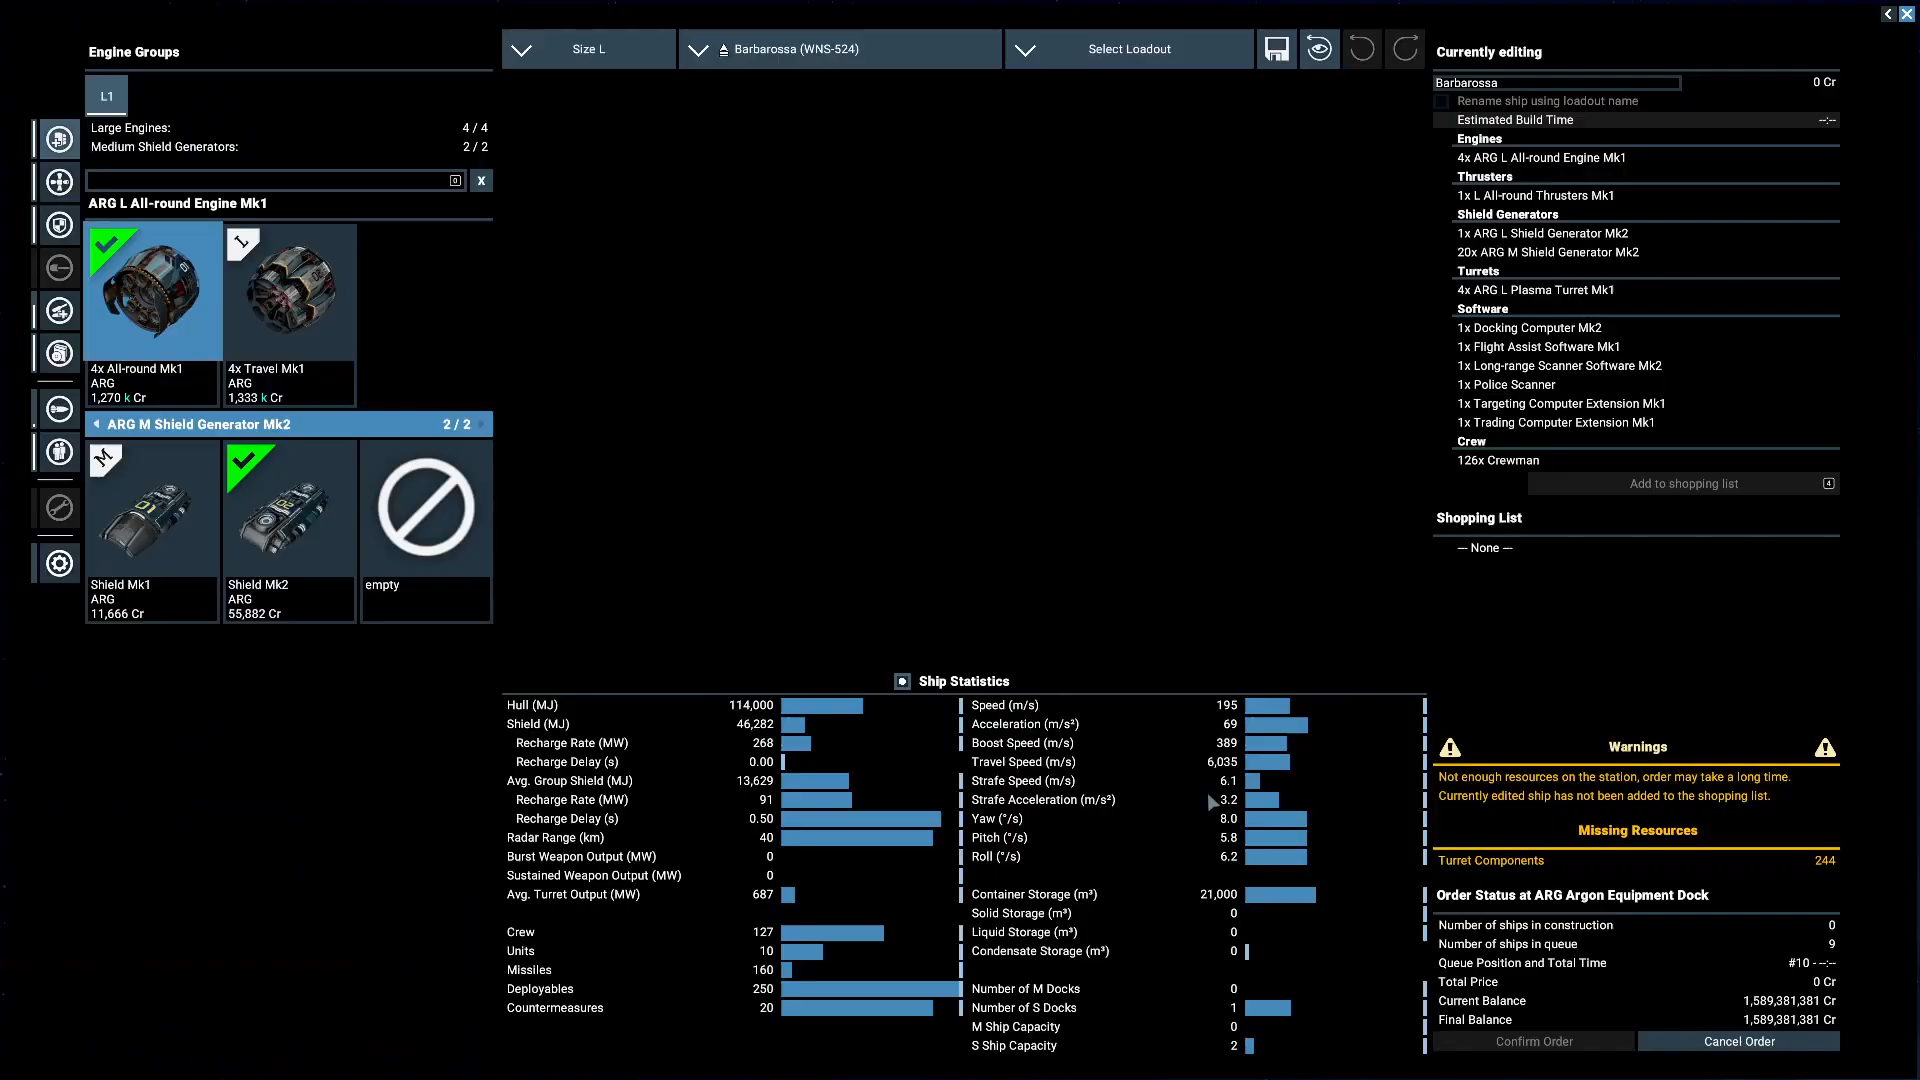 Engine Groups
L1
Large Engines: 4 / 4
Medium Shield Generators: 2 / 2
0 X
ARG L All-round Engine Mk1
L
4x All-round Mk1
ARG
1,270 k Cr
4x Travel Mk1
ARG
1,333 k Cr
ARG M Shield Generator Mk2 2 / 2
M
Shield Mk1
ARG
11,666 Cr
Shield Mk2
ARG
55,882 Cr
empty
Size L
Barbarossa (WNS-524)
Select Loadout
Ship Statistics
Hull (MJ) 114,000
Shield (MJ) 46,282
Recharge Rate (MW) 268
Recharge Delay (s) 0.00
Avg. Group Shield (MJ) 13,629
Recharge Rate (MW) 91
Recharge Delay (s) 0.50
Radar Range (km) 40
Burst Weapon Output (MW) 0
Sustained Weapon Output (MW) 0
Avg. Turret Output (MW) 687
Crew 127
Units 10
Missiles 160
Deployables 250
Countermeasures 20
Speed (m/s) 195
Acceleration (m/s²) 69
Boost Speed (m/s) 389
Travel Speed (m/s) 6,035
Strafe Speed (m/s) 6.1
Strafe Acceleration (m/s²) 3.2
Yaw (°/s) 8.0
Pitch (°/s) 5.8
Roll (°/s) 6.2
Container Storage (m³) 21,000
Solid Storage (m³) 0
Liquid Storage (m³) 0
Condensate Storage (m³) 0
Number of M Docks 0
Number of S Docks 1
M Ship Capacity 0
S Ship Capacity 2
Currently editing
Barbarossa 0 Cr
Rename ship using loadout name
Estimated Build Time --:--
Engines
4x ARG L All-round Engine Mk1
Thrusters
1x L All-round Thrusters Mk1
Shield Generators
1x ARG L Shield Generator Mk2
20x ARG M Shield Generator Mk2
Turrets
4x ARG L Plasma Turret Mk1
Software
1x Docking Computer Mk2
1x Flight Assist Software Mk1
1x Long-range Scanner Software Mk2
1x Police Scanner
1x Targeting Computer Extension Mk1
1x Trading Computer Extension Mk1
Crew
126x Crewman
Add to shopping list 4
Shopping List
— None —
Warnings
Not enough resources on the station, order may take a long time.
Currently edited ship has not been added to the shopping list.
Missing Resources
Turret Components 244
Order Status at ARG Argon Equipment Dock
Number of ships in construction 0
Number of ships in queue 9
Queue Position and Total Time #10 - --:--
Total Price 0 Cr
Current Balance 1,589,381,381 Cr
Final Balance 1,589,381,381 Cr
Confirm Order Cancel Order